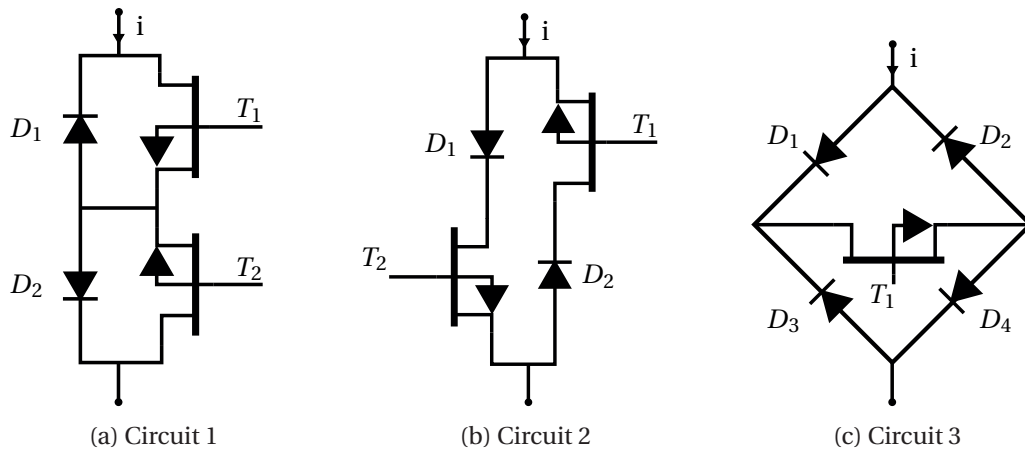 i
T₁
D₁
T₂
D₂
(a) Circuit 1
i
T₁
D₁
T₂
D₂
(b) Circuit 2
i
D₁
D₂
T₁
D₃
D₄
(c) Circuit 3